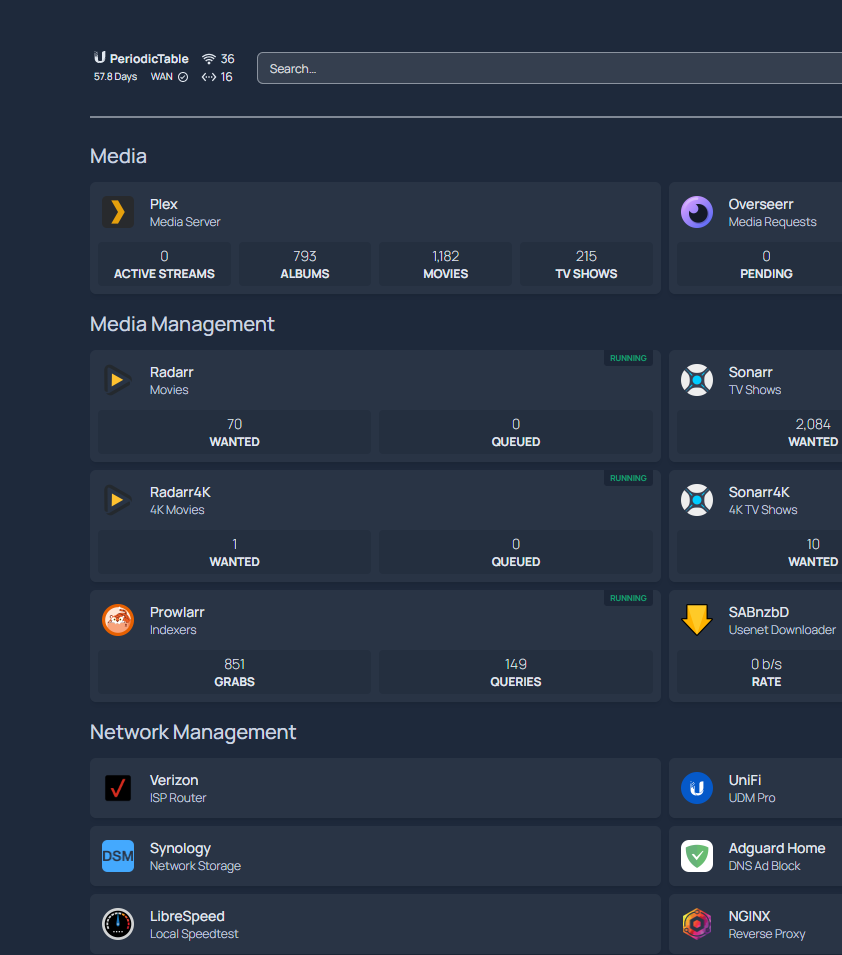 PeriodicTable 36
57.8 Days WAN 16
Search...
Media
Plex
Media Server
0 793 1,182 215
ACTIVE STREAMS ALBUMS MOVIES TV SHOWS
Overseerr
Media Requests
0
PENDING
Media Management
RUNNING
Radarr
Movies
70 0
WANTED QUEUED
Sonarr
TV Shows
2,084
WANTED
RUNNING
Radarr4K
4K Movies
1 0
WANTED QUEUED
Sonarr4K
4K TV Shows
10
WANTED
RUNNING
Prowlarr
Indexers
851 149
GRABS QUERIES
SABnzbD
Usenet Downloader
0 b/s
RATE
Network Management
Verizon
ISP Router
UniFi
UDM Pro
DSM
Synology
Network Storage
Adguard Home
DNS Ad Block
LibreSpeed
Local Speedtest
NGINX
Reverse Proxy